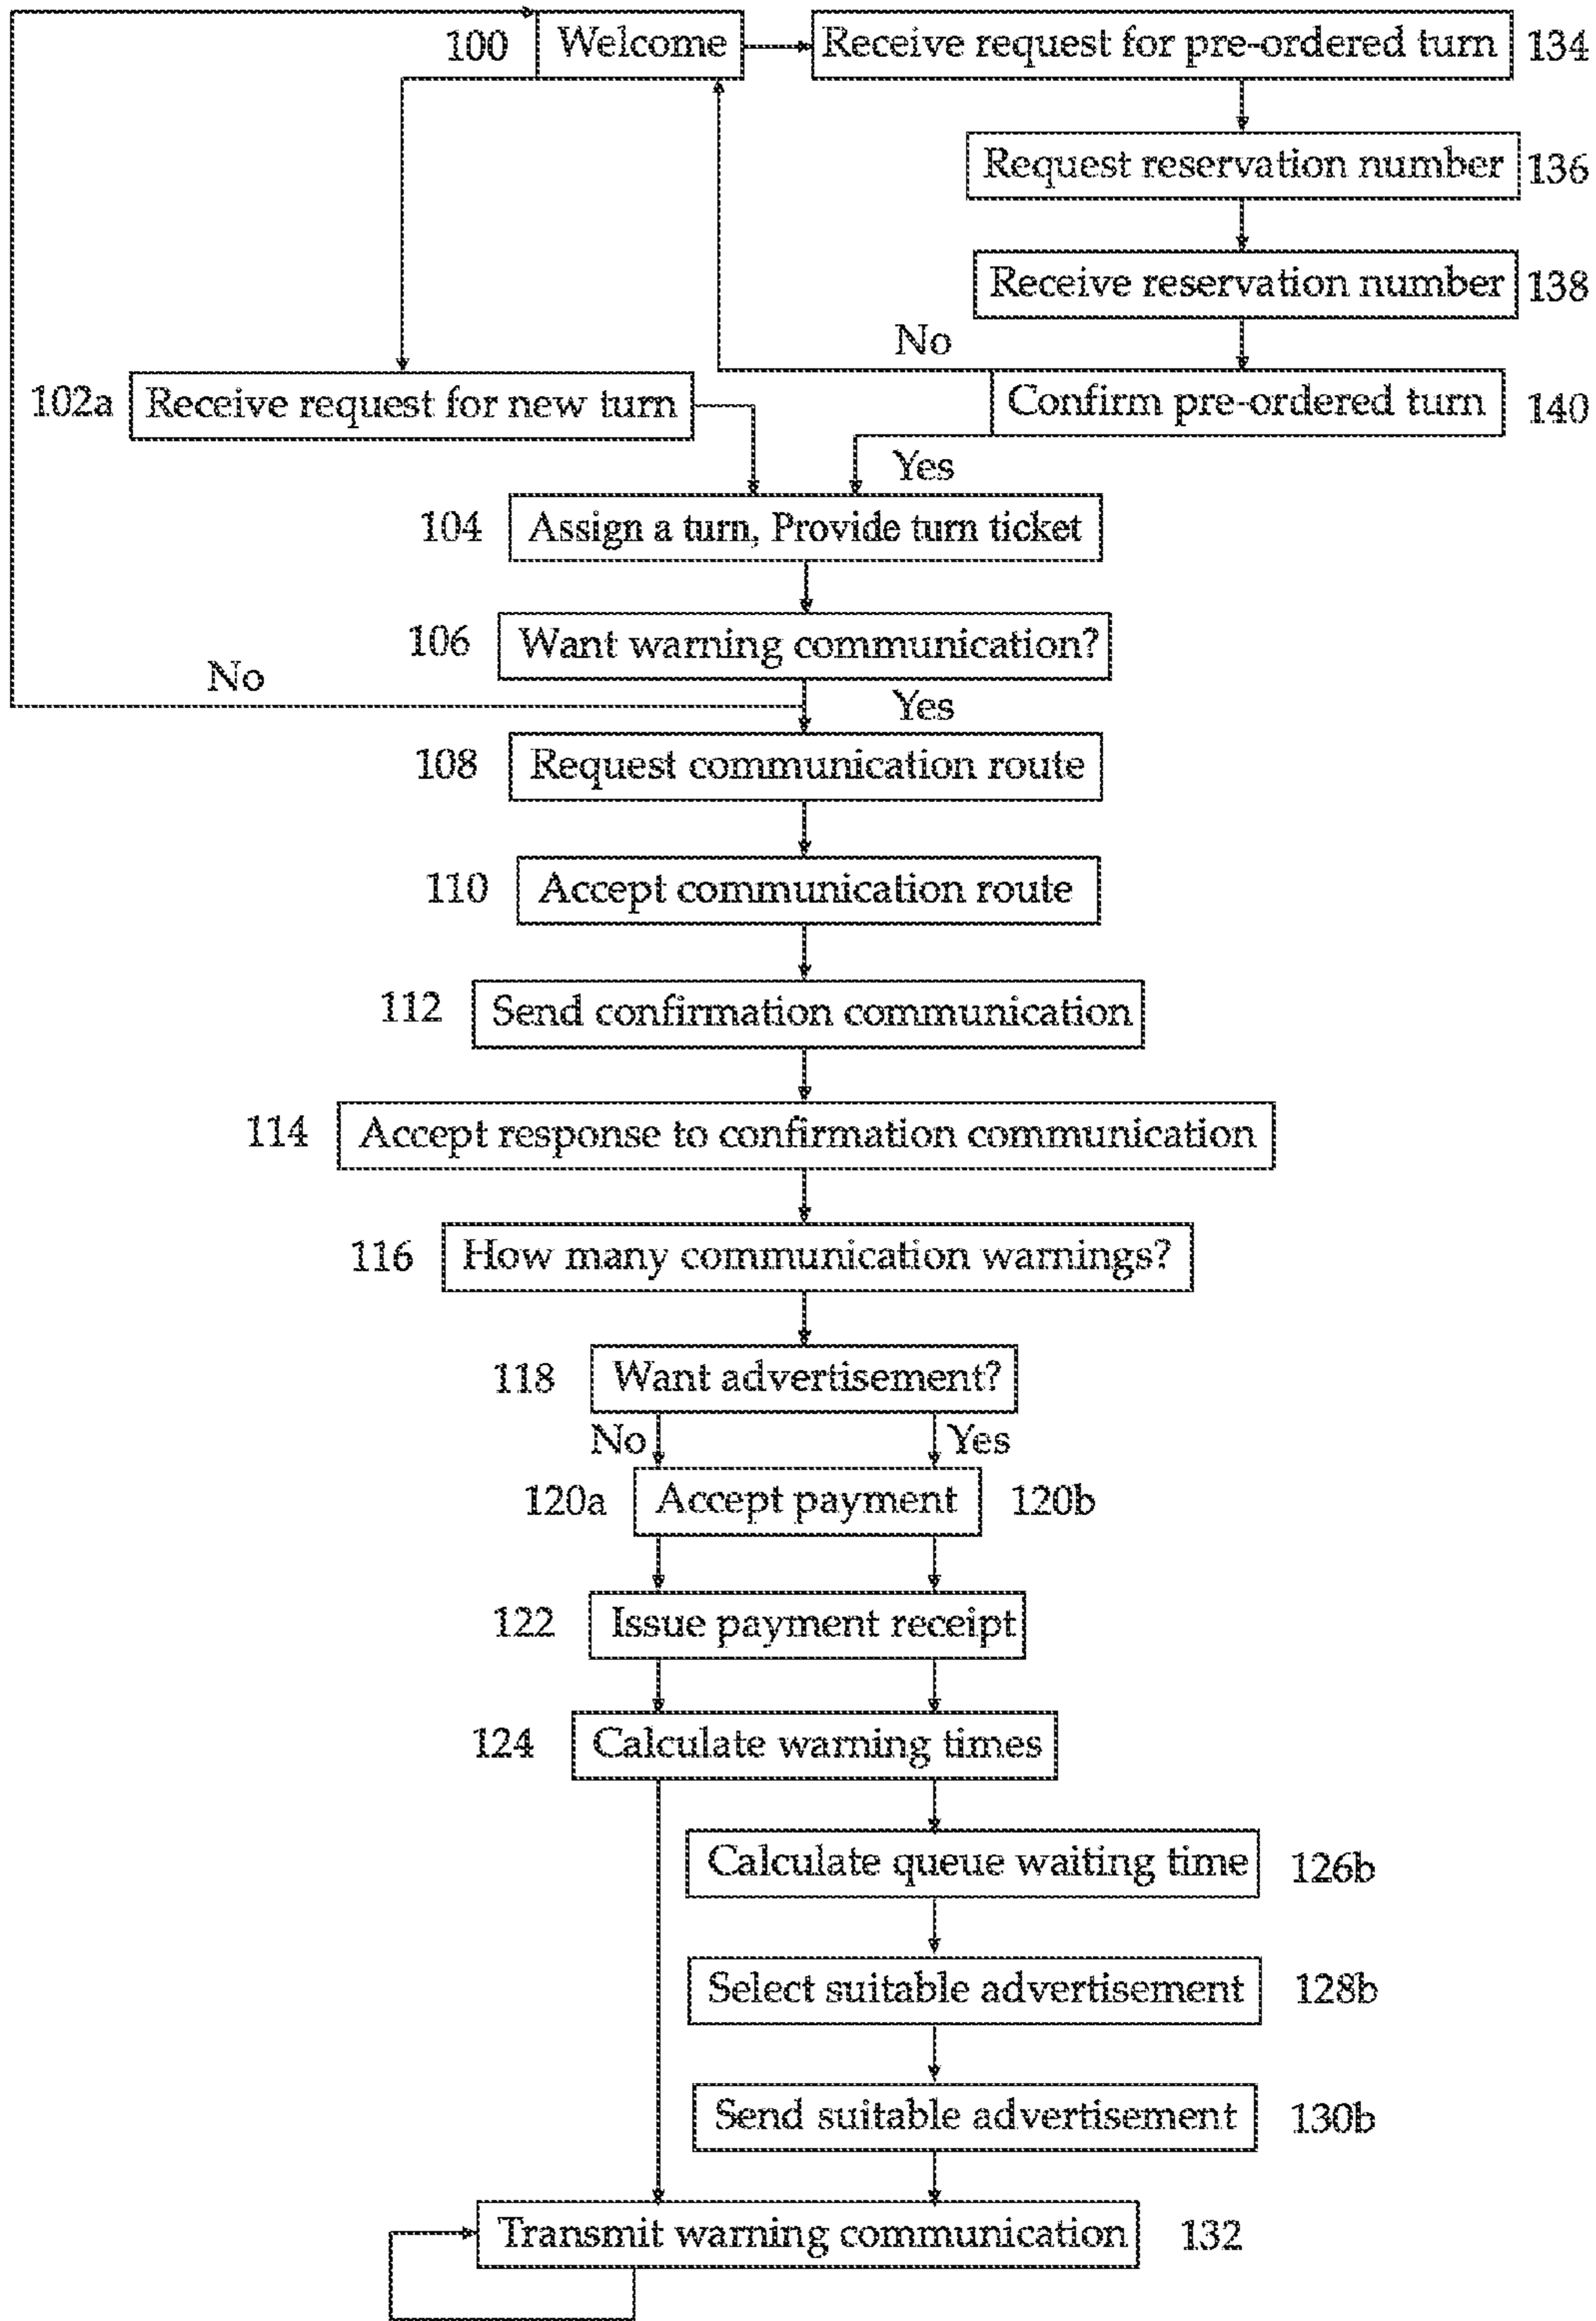 100 Welcome Receive request for pre-ordered turn 134
Request reservation number 136
Receive reservation number 138
No
102a Receive request for new turn Confirm pre-ordered turn 140
Yes
104 Assign a turn, Provide turn ticket
106 Want warning communication?
No
Yes
108 Request communication route
110 Accept communication route
112 Send confirmation communication
114 Accept response to confirmation communication
116 How many communication warnings?
118 Want advertisement?
No Yes
120a Accept payment 120b
122 Issue payment receipt
124 Calculate warning times
Calculate queue waiting time 126b
Select suitable advertisement 128b
Send suitable advertisement 130b
Transmit warning communication 132